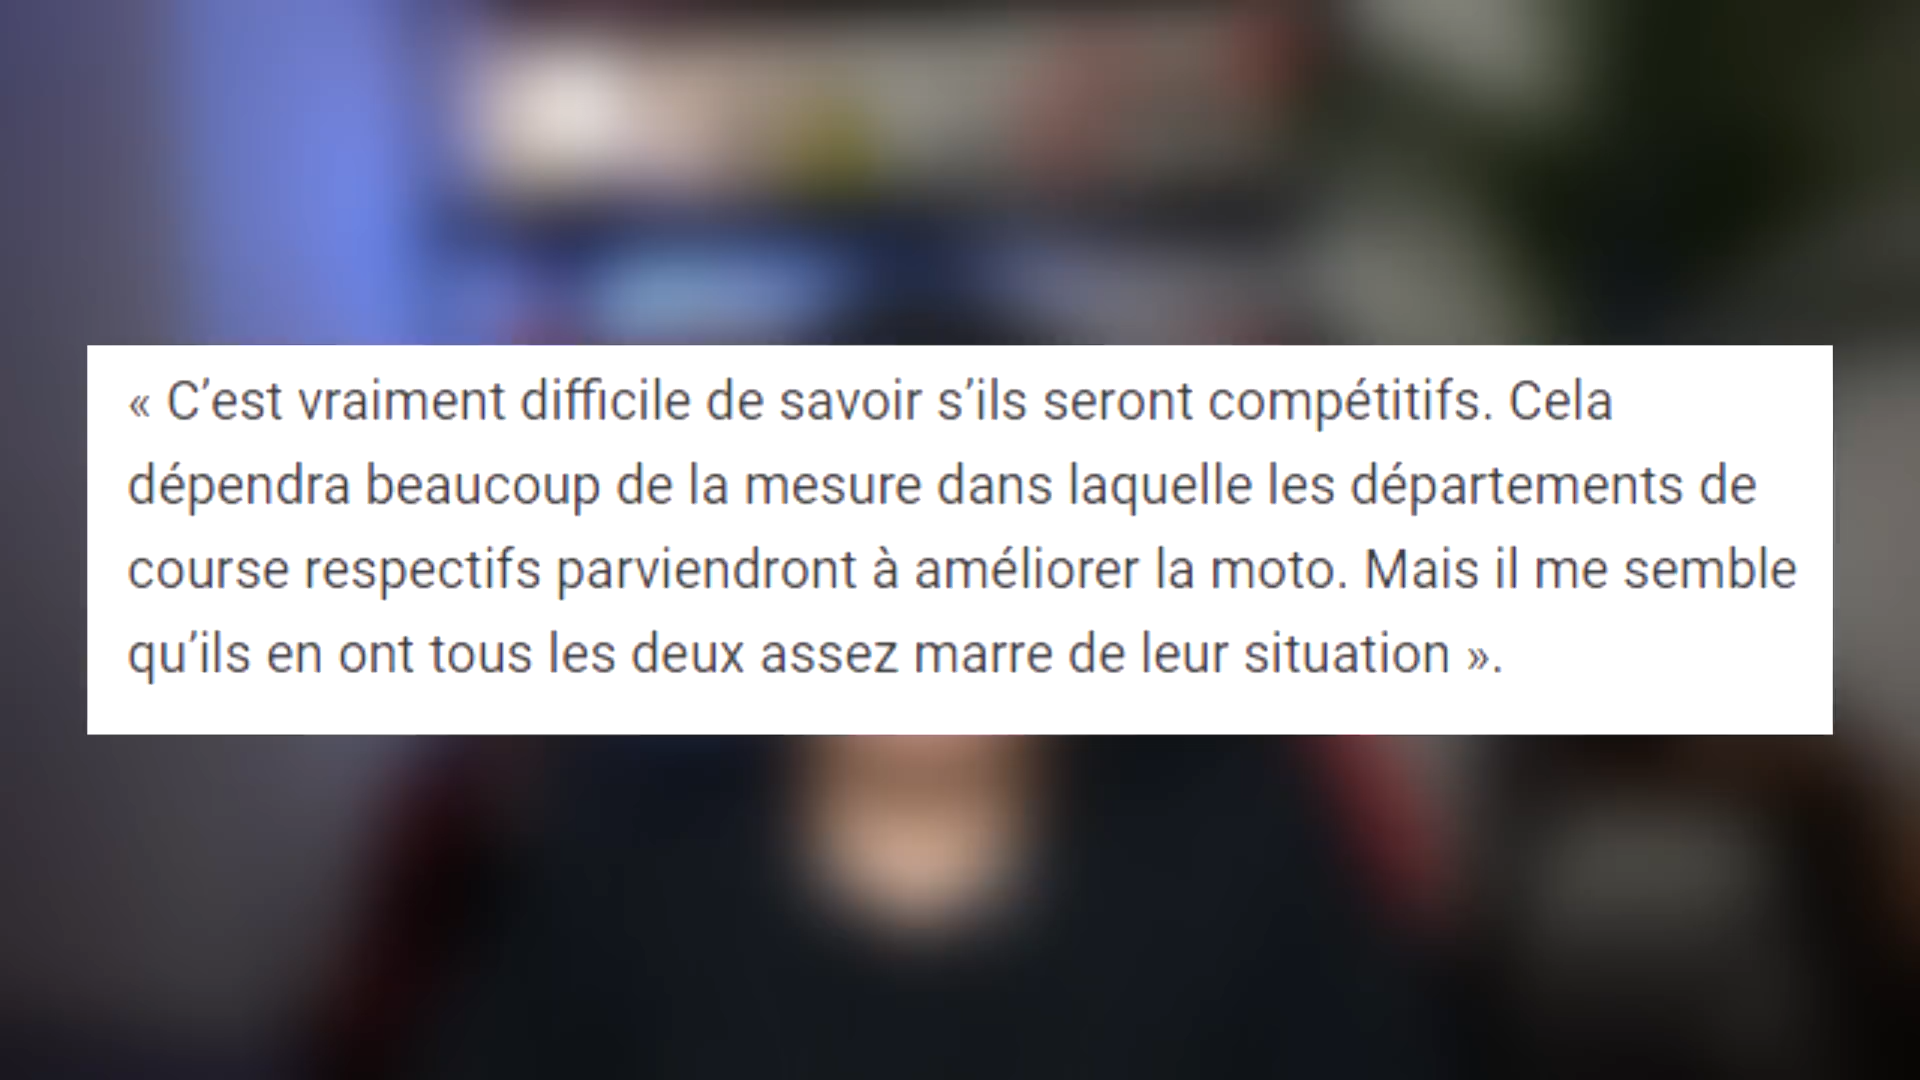 « C’est vraiment difficile de savoir s’ils seront compétitifs. Cela
dépendra beaucoup de la mesure dans laquelle les départements de
course respectifs parviendront à améliorer la moto. Mais il me semble
qu’ils en ont tous les deux assez marre de leur situation ».